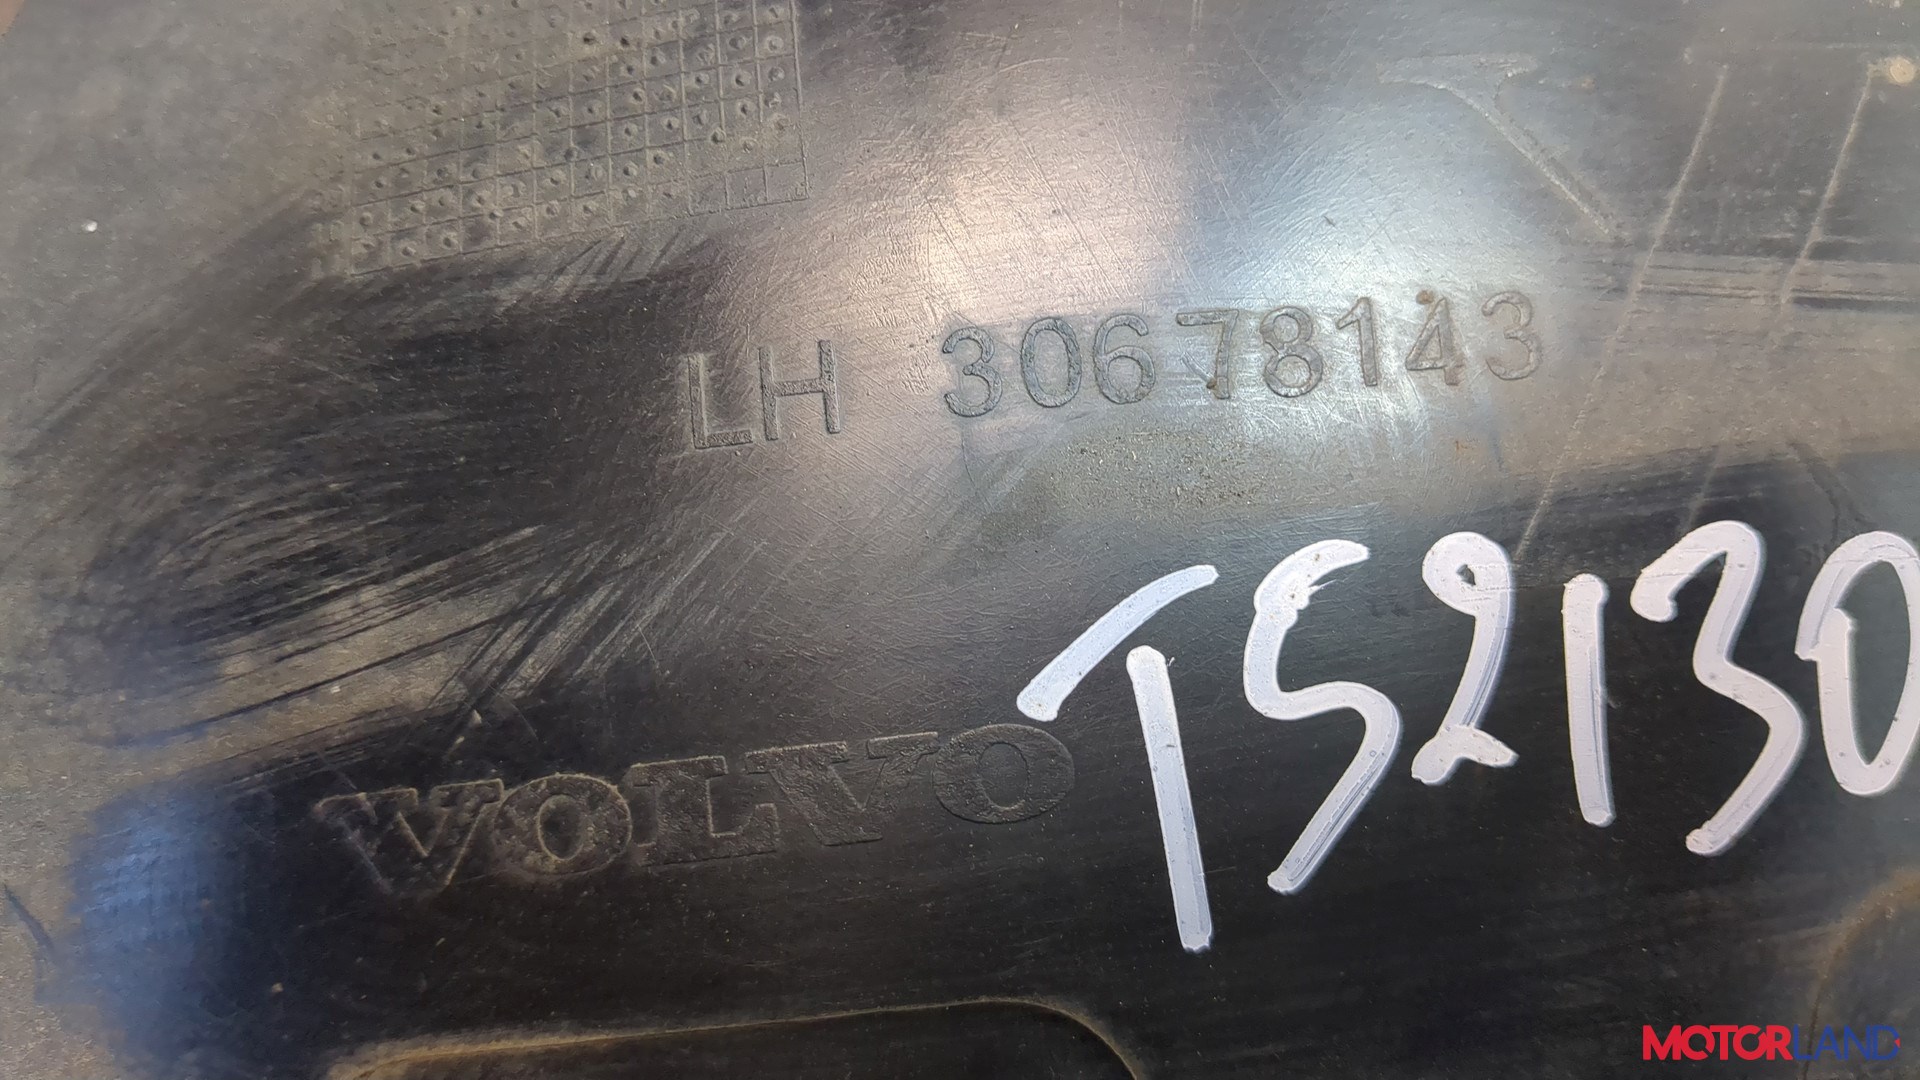 LH 30678143
TS2130
VOLVO
MOTORLAND